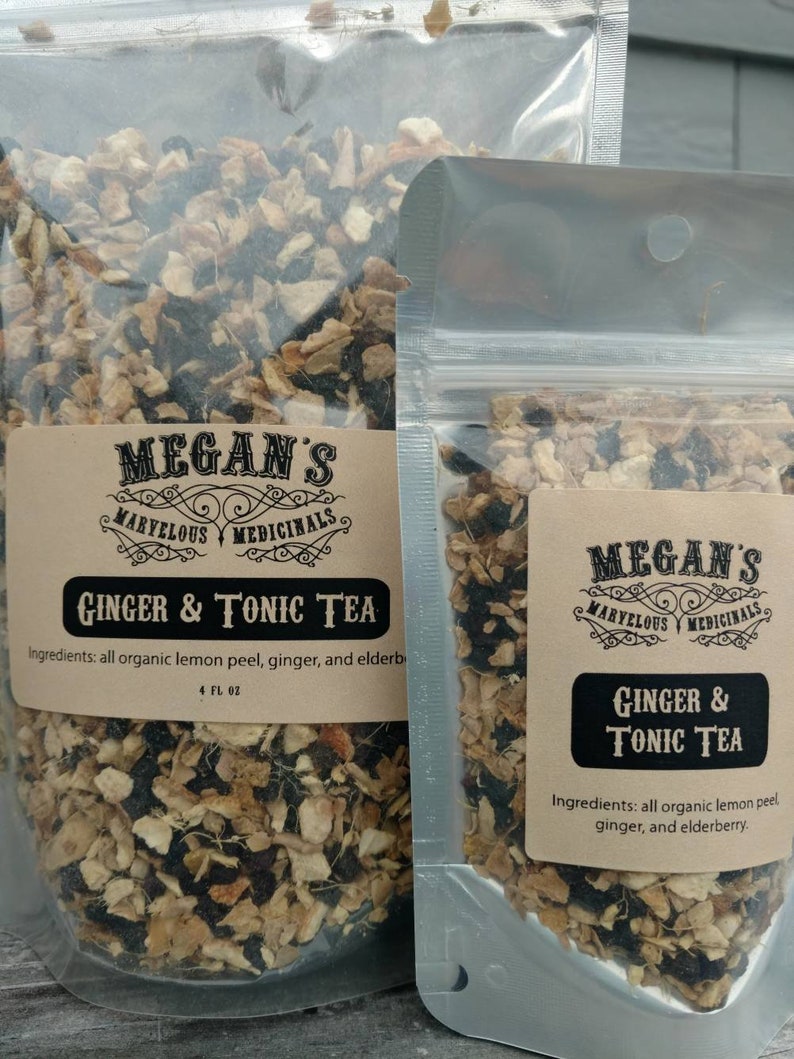 MEGAN'S
MARVELOUS MEDICINALS
GINGER & TONIC TEA
Ingredients: all organic lemon peel, ginger, and
4 FL OZ
MEGAN'S
MARVELOUS MEDICINALS
GINGER &
TONIC TEA
Ingredients: all organic lemon peel,
ginger, and elderberry.